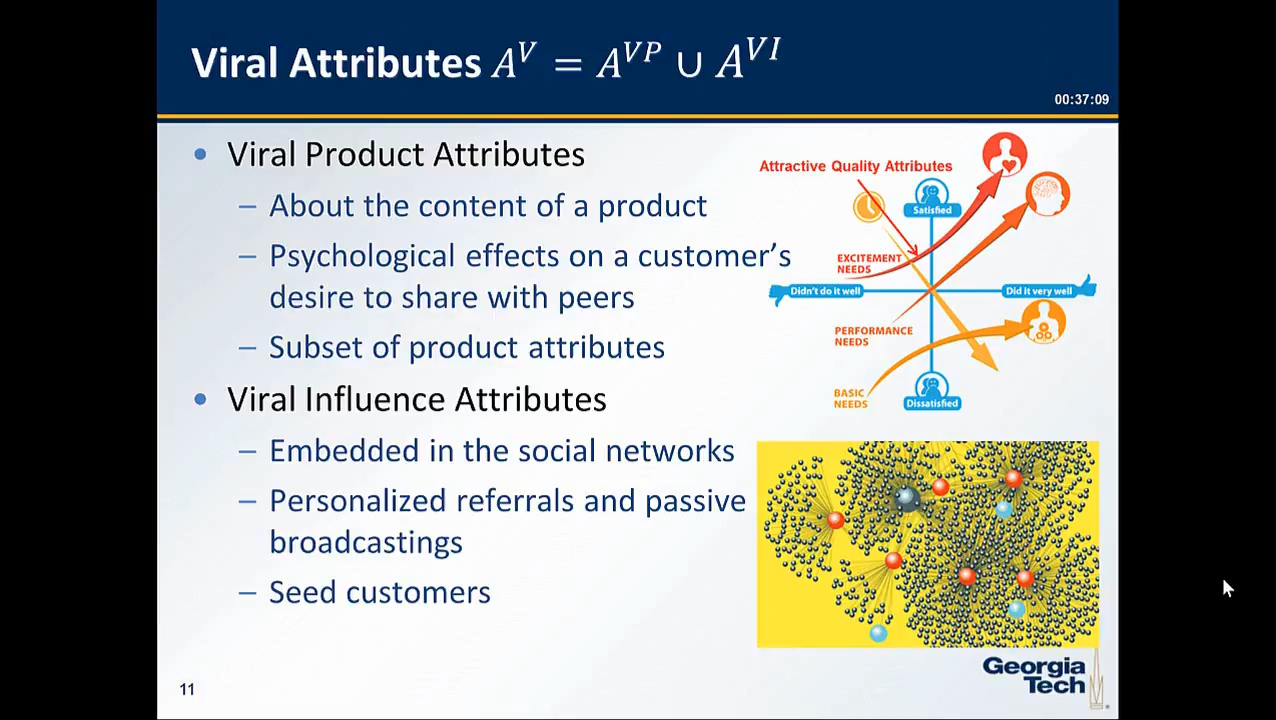 Viral Attributes A^V = A^VP ∪ A^VI
00:37:09
• Viral Product Attributes
– About the content of a product
– Psychological effects on a customer’s
desire to share with peers
– Subset of product attributes
• Viral Influence Attributes
– Embedded in the social networks
– Personalized referrals and passive
broadcastings
– Seed customers
Attractive Quality Attributes
Satisfied
EXCITEMENT
NEEDS
Didn’t do it well
Did it very well
PERFORMANCE
NEEDS
BASIC
NEEDS
Dissatisfied
11
Georgia
Tech